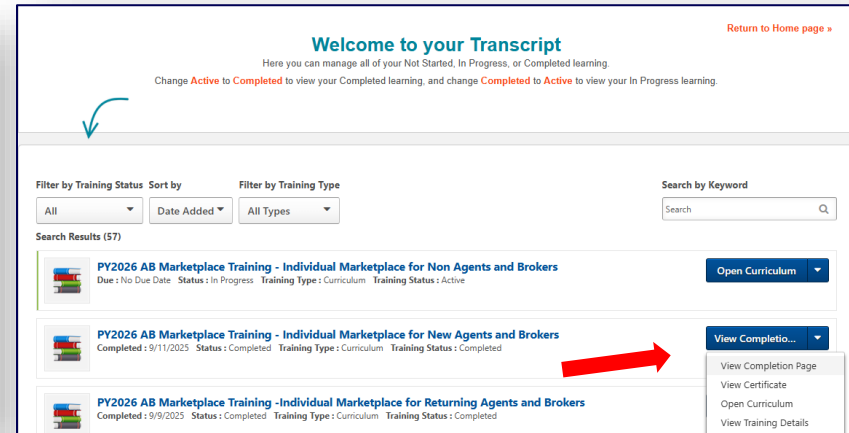 Return to Home page »
Welcome to your Transcript
Here you can manage all of your Not Started, In Progress, or Completed learning.
Change Active to Completed to view your Completed learning, and change Completed to Active to view your In Progress learning.
Filter by Training Status Sort by Filter by Training Type Search by Keyword
All Date Added All Types Search
Search Results (57)
PY2026 AB Marketplace Training - Individual Marketplace for Non Agents and Brokers
Due : No Due Date Status : In Progress Training Type : Curriculum Training Status : Active
Open Curriculum
PY2026 AB Marketplace Training - Individual Marketplace for New Agents and Brokers
Completed : 9/11/2025 Status : Completed Training Type : Curriculum Training Status : Completed
View Completio...
View Completion Page
View Certificate
Open Curriculum
View Training Details
PY2026 AB Marketplace Training - Individual Marketplace for Returning Agents and Brokers
Completed : 9/9/2025 Status : Completed Training Type : Curriculum Training Status : Completed